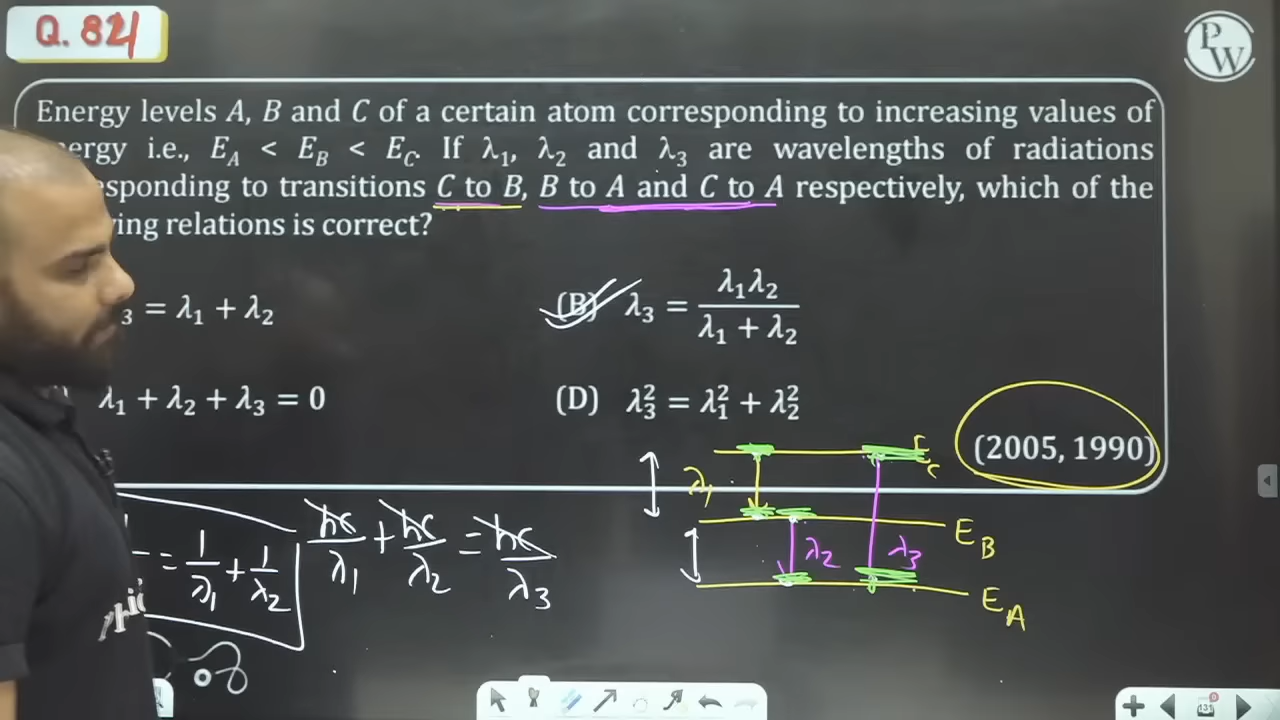 Q. 821
PW
Energy levels A, B and C of a certain atom corresponding to increasing values of
ergy i.e., E_A < E_B < E_C. If λ₁, λ₂ and λ₃ are wavelengths of radiations
sponding to transitions C to B, B to A and C to A respectively, which of the
ing relations is correct?
₃ = λ₁ + λ₂
(B) λ₃ = λ₁λ₂ / (λ₁ + λ₂)
λ₁ + λ₂ + λ₃ = 0
(D) λ₃² = λ₁² + λ₂²
(2005, 1990)
E_C
λ₁
E_B
λ₂
λ₃
E_A
= 1/λ₁ + 1/λ₂
hc/λ₁ + hc/λ₂ = hc/λ₃